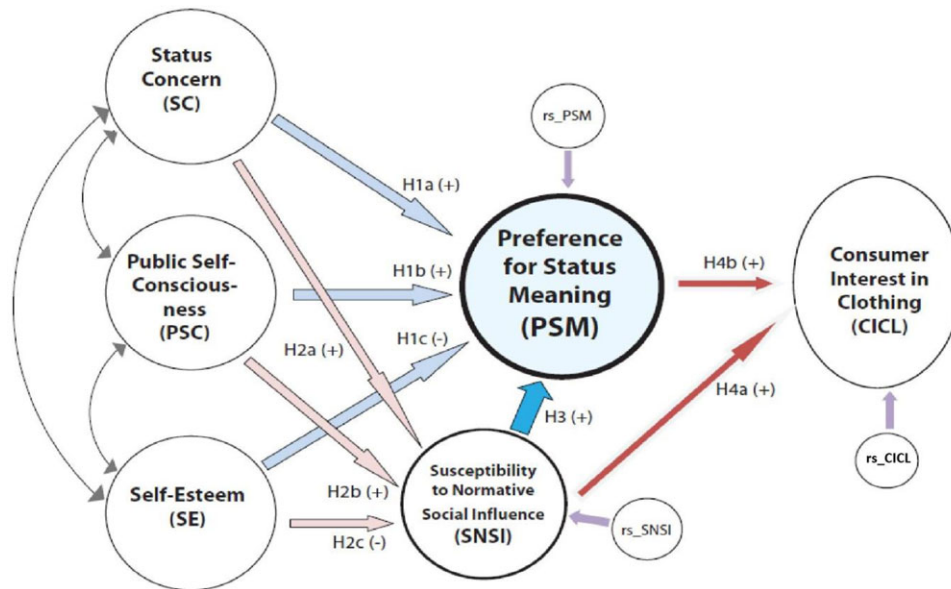 Status
Concern
(SC)
rs_PSM
H1a (+)
Preference
for Status
Meaning
(PSM)
Consumer
Interest in
Clothing
(CICL)
Public Self-
Conscious-
ness
(PSC)
H1b (+)
H4b (+)
H2a (+)
H1c (-)
H4a (+)
H3 (+)
Self-Esteem
(SE)
H2b (+)
H2c (-)
Susceptibility
to Normative
Social Influence
(SNSI)
rs_SNSI
rs_CICL